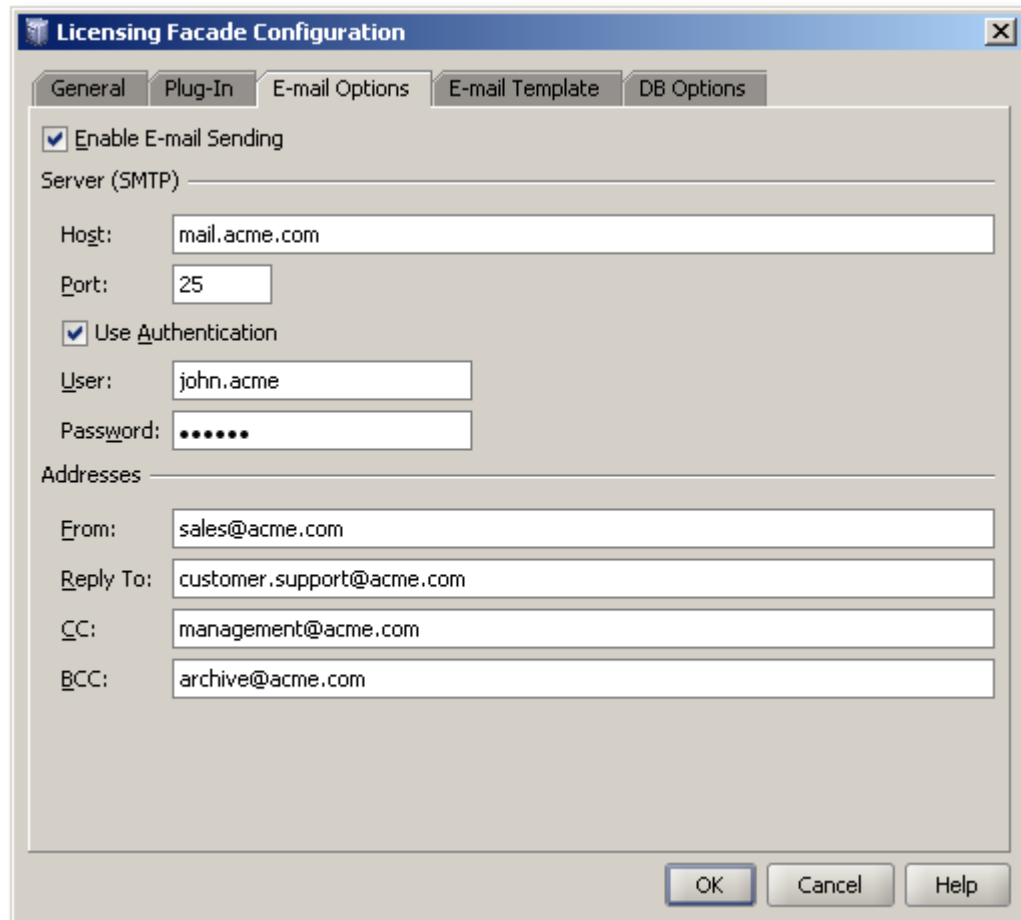 Licensing Facade Configuration
General Plug-In E-mail Options E-mail Template DB Options
Enable E-mail Sending
Server (SMTP)
Host: mail.acme.com
Port: 25
Use Authentication
User: john.acme
Password: ••••••
Addresses
From: sales@acme.com
Reply To: customer.support@acme.com
CC: management@acme.com
BCC: archive@acme.com
OK Cancel Help